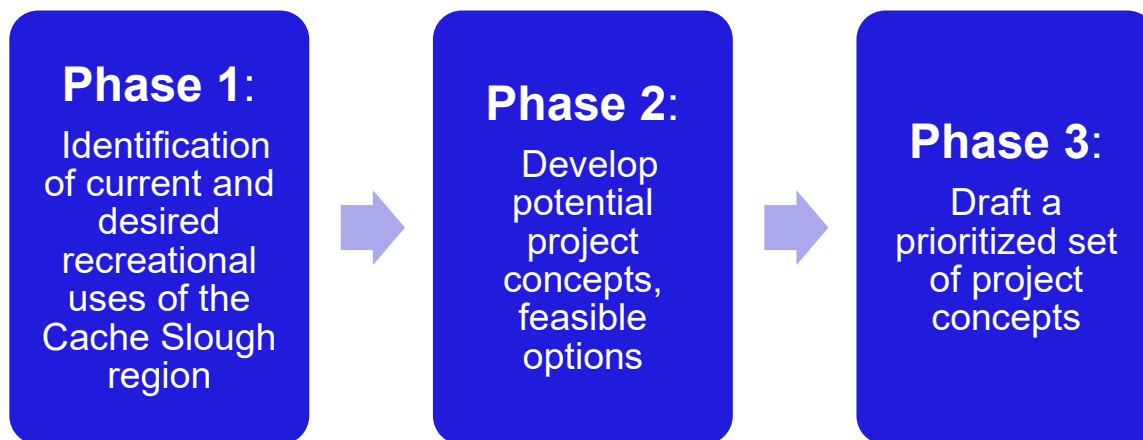 Phase 1:
Identification
of current and
desired
recreational
uses of the
Cache Slough
region
Phase 2:
Develop
potential
project
concepts,
feasible
options
Phase 3:
Draft a
prioritized set
of project
concepts